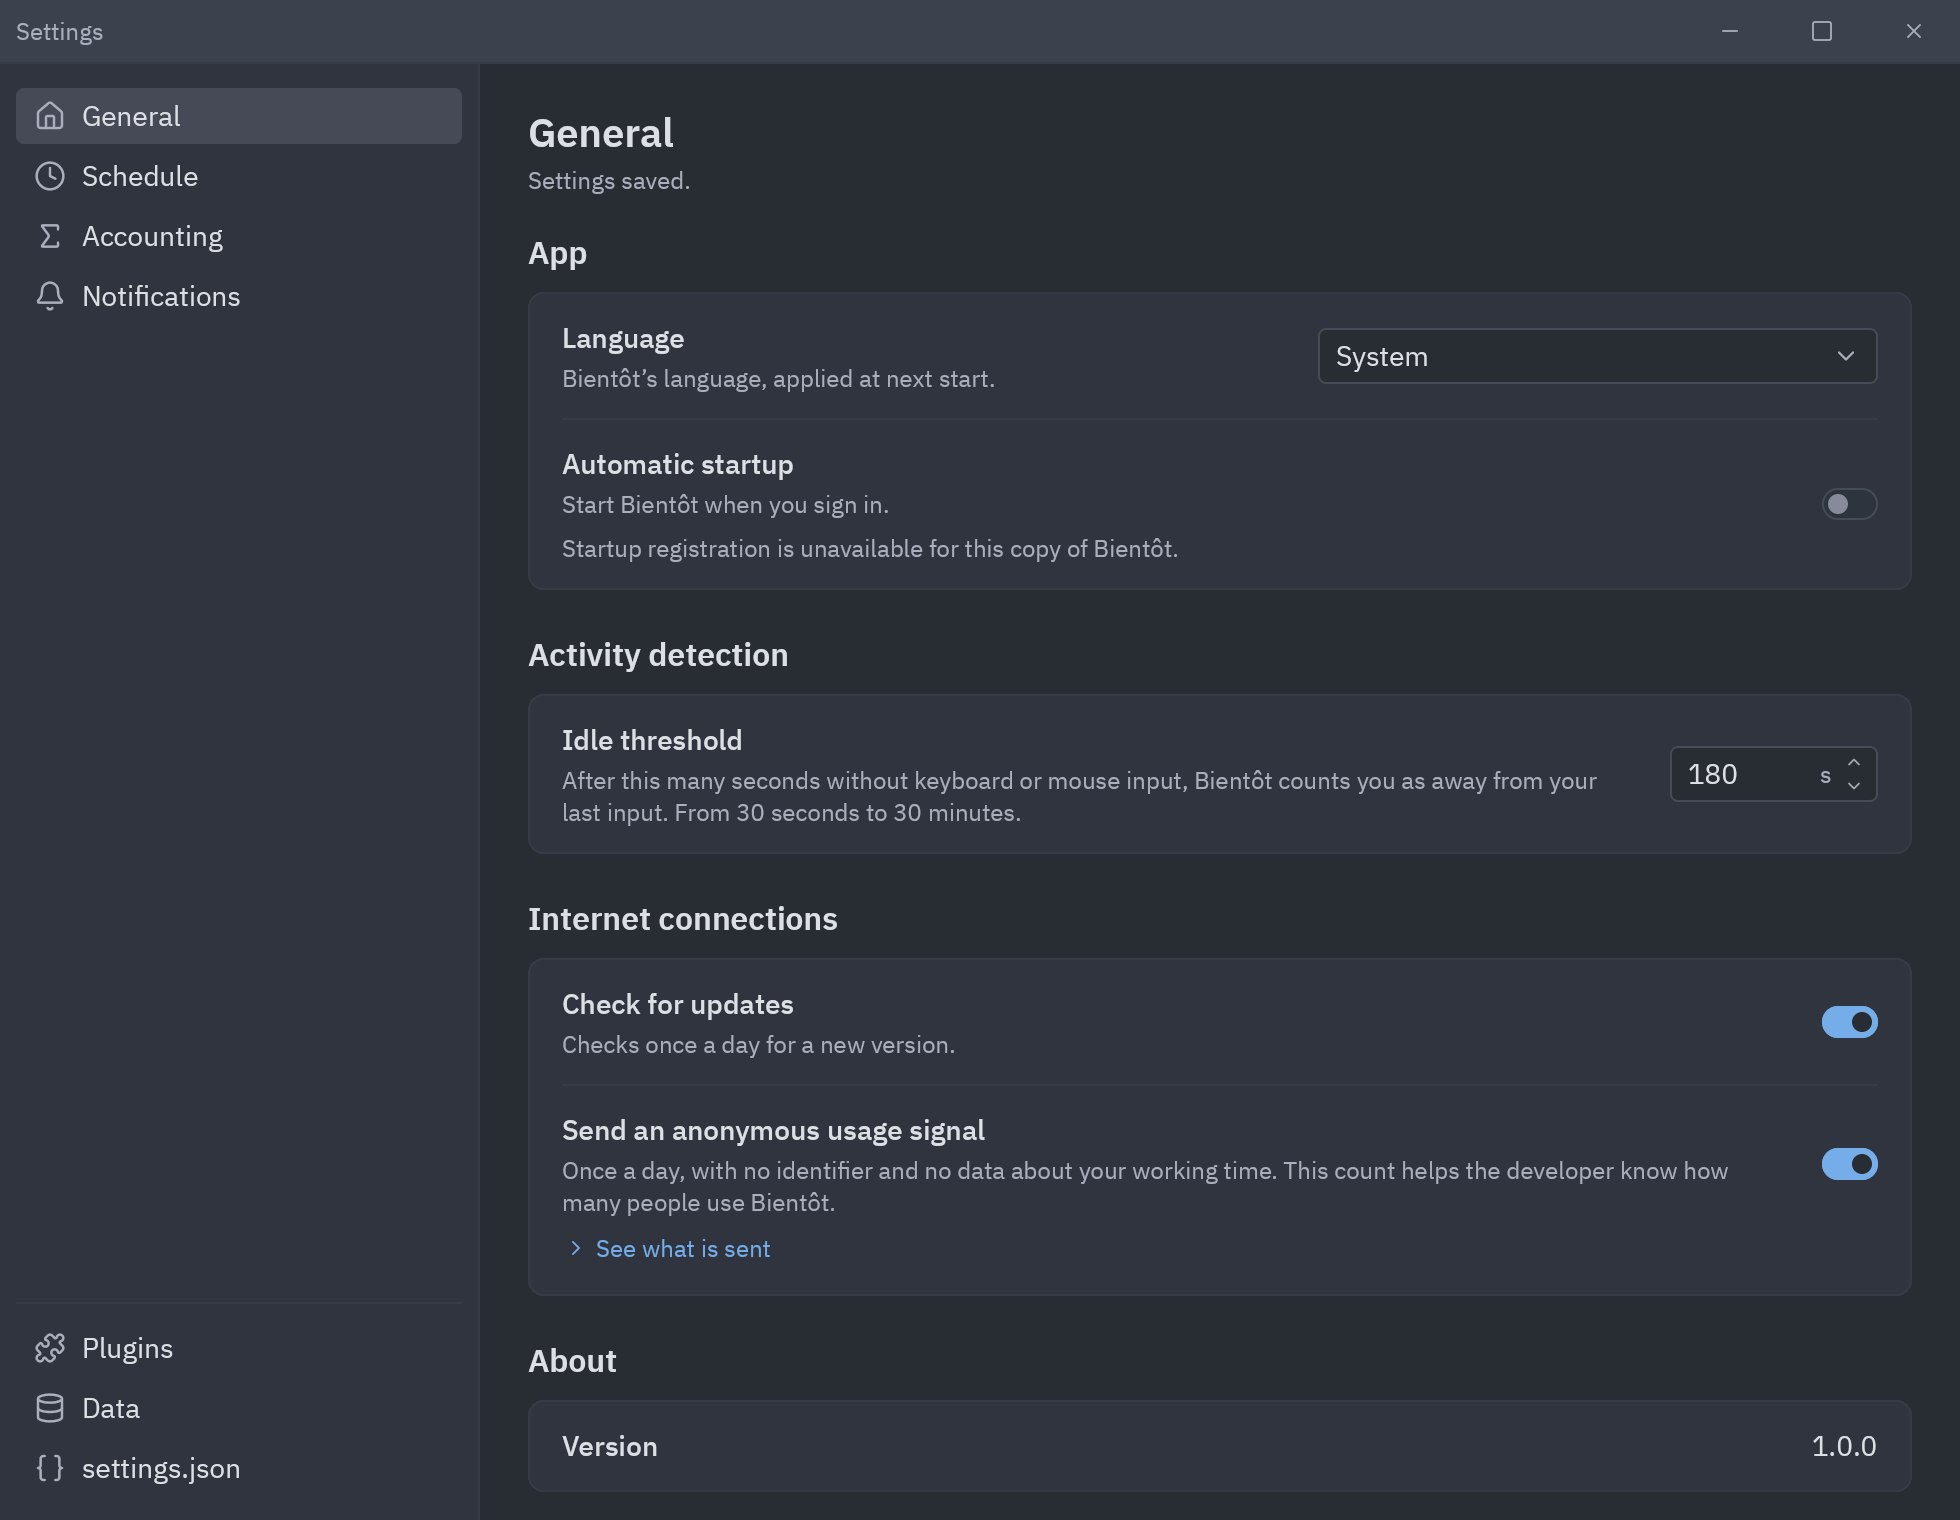 Settings
General
Schedule
Accounting
Notifications
Plugins
Data
settings.json
General
Settings saved.
App
Language
Bientôt’s language, applied at next start.
System
Automatic startup
Start Bientôt when you sign in.
Startup registration is unavailable for this copy of Bientôt.
Activity detection
Idle threshold
After this many seconds without keyboard or mouse input, Bientôt counts you as away from your
last input. From 30 seconds to 30 minutes.
180 s
Internet connections
Check for updates
Checks once a day for a new version.
Send an anonymous usage signal
Once a day, with no identifier and no data about your working time. This count helps the developer know how
many people use Bientôt.
See what is sent
About
Version
1.0.0